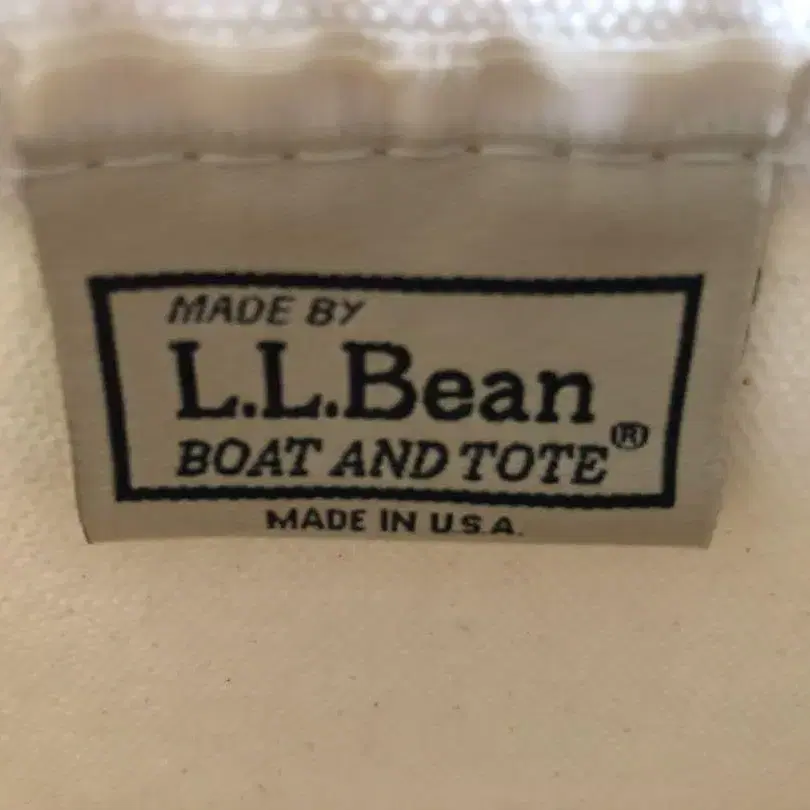 MADE BY
L.L.Bean
BOAT AND TOTE®
MADE IN U.S.A.